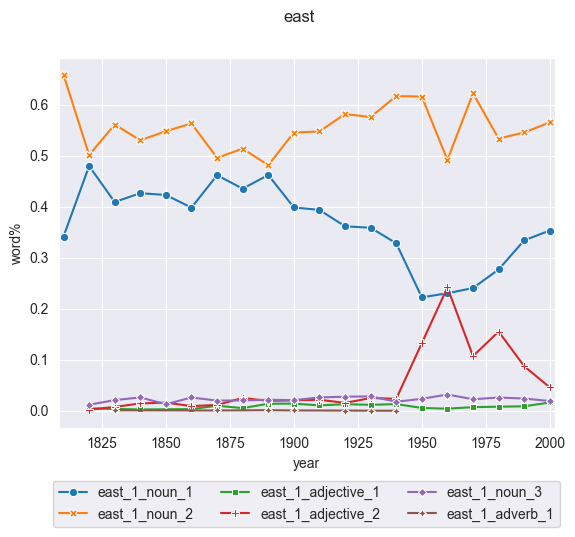 east
word%
0.6
0.5
0.4
0.3
0.2
0.1
0.0
1825 1850 1875 1900 1925 1950 1975 2000
year
east_1_noun_1 east_1_adjective_1 east_1_noun_3
east_1_noun_2 east_1_adjective_2 east_1_adverb_1